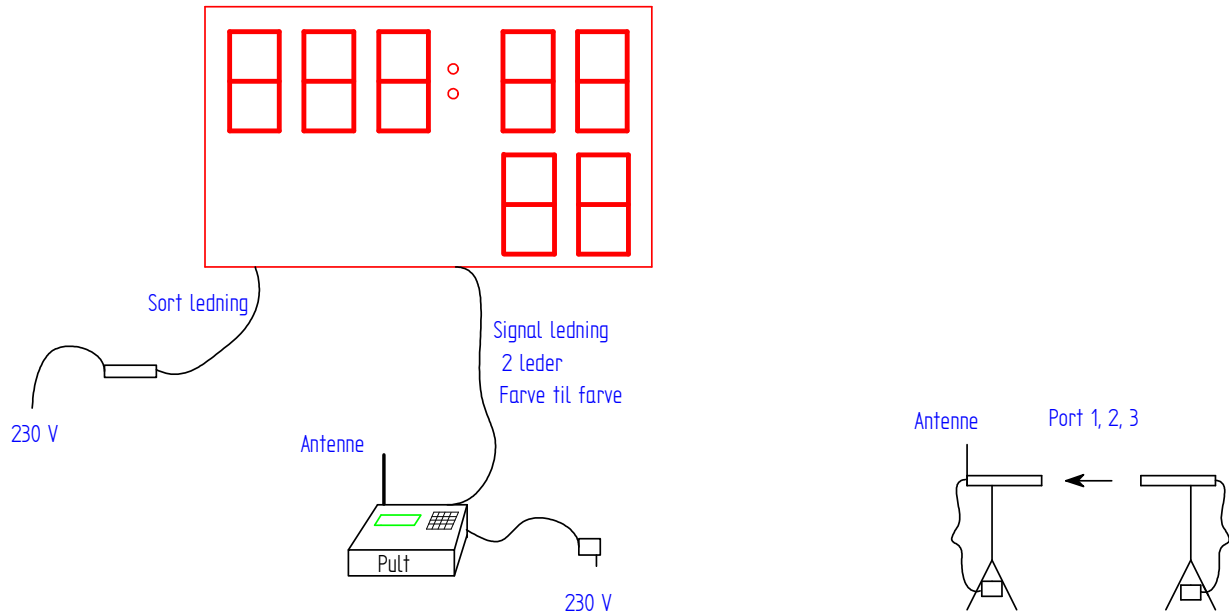 Sort ledning
230 V
Signal ledning
2 leder
Farve til farve
Antenne
Pult
230 V
Antenne
Port 1, 2, 3